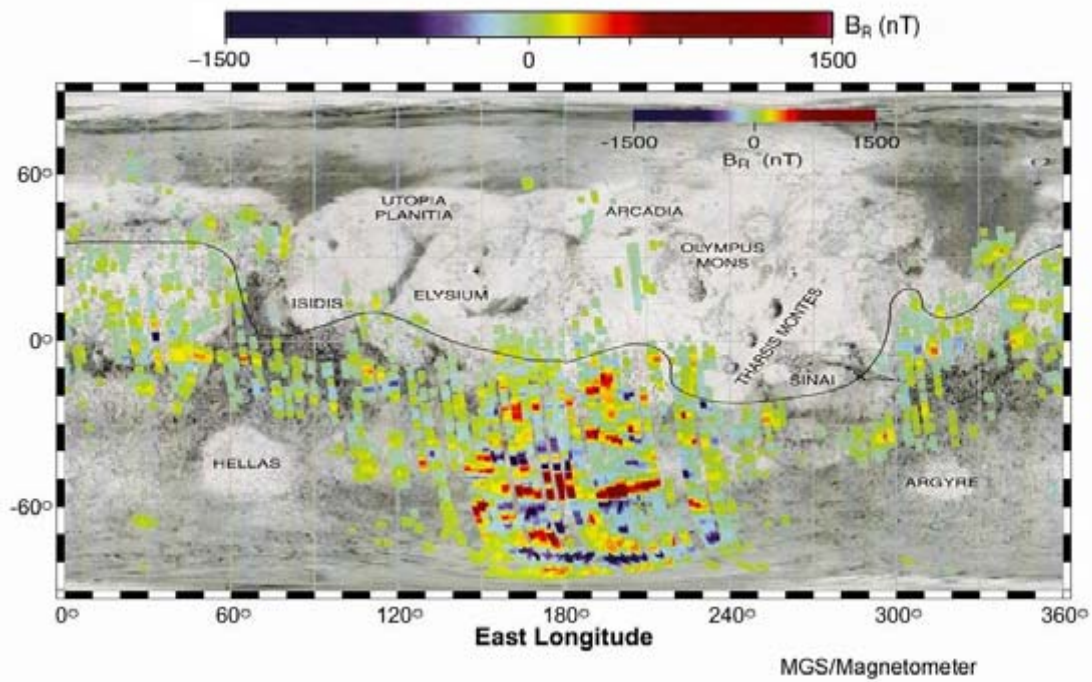 B_R (nT)
−1500 0 1500
-1500 0 1500
B_R (nT)
60°
UTOPIA
PLANITIA
ARCADIA
OLYMPUS
MONS
ISIDIS
ELYSIUM
THARSIS MONTES
0°
SINAI
HELLAS
ARGYRE
-60°
0° 60° 120° 180° 240° 300° 360°
East Longitude
MGS/Magnetometer